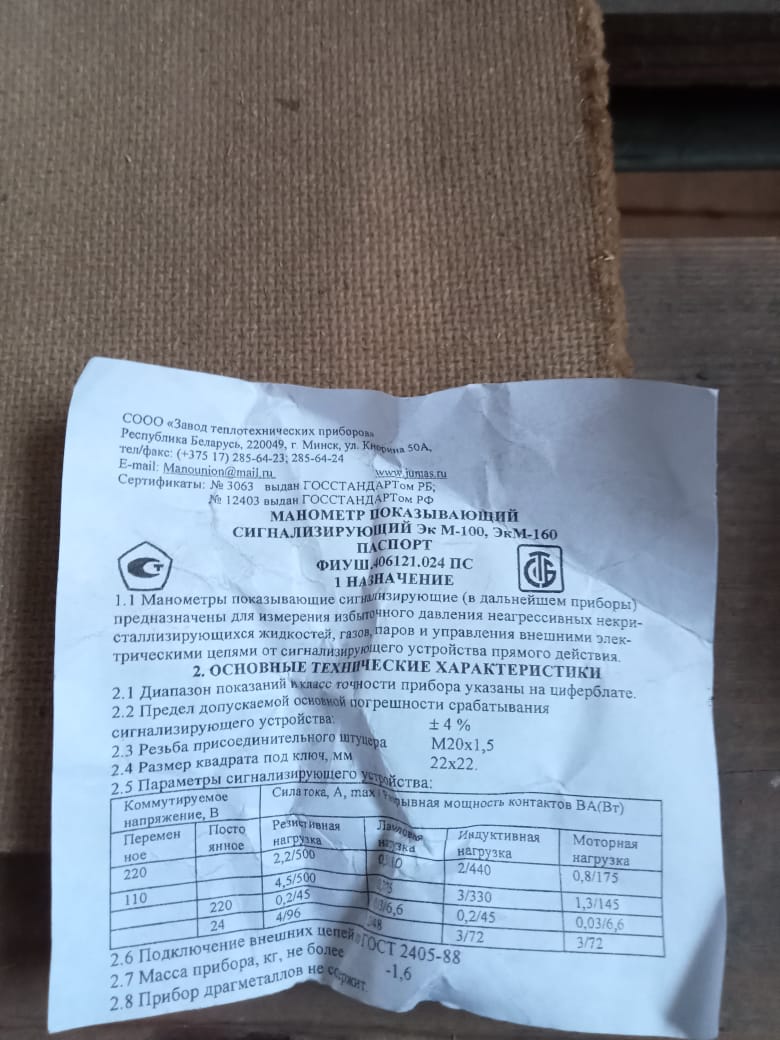 СООО «Завод теплотехнических приборов»
Республика Беларусь, 220049, г. Минск, ул. Кнорина 50А,
тел/факс: (+375 17) 285-64-23; 285-64-24
E-mail: Manounion@mail.ru www.jumas.ru
Сертификаты: № 3063 выдан ГОССТАНДАРТом РБ;
№ 12403 выдан ГОССТАНДАРТом РФ
МАНОМЕТР ПОКАЗЫВАЮЩИЙ
СИГНАЛИЗИРУЮЩИЙ Эк М-100, ЭкМ-160
ПАСПОРТ
ФИУШ.406121.024 ПС
1 НАЗНАЧЕНИЕ
1.1 Манометры показывающие сигнализирующие (в дальнейшем приборы)
предназначены для измерения избыточного давления неагрессивных некри-
сталлизирующихся жидкостей, газов, паров и управления внешними элек-
трическими цепями от сигнализирующего устройства прямого действия.
2. ОСНОВНЫЕ ТЕХНИЧЕСКИЕ ХАРАКТЕРИСТИКИ
2.1 Диапазон показаний и класс точности прибора указаны на циферблате.
2.2 Предел допускаемой основной погрешности срабатывания
сигнализирующего устройства: ± 4 %
2.3 Резьба присоединительного штуцера М20х1,5
2.4 Размер квадрата под ключ, мм 22х22.
2.5 Параметры сигнализирующего устройства:
Коммутируемое напряжение, В Сила тока, А, max разрывная мощность контактов ВА(Вт)
Перемен ное Посто янное Резистивная нагрузка Ламповая нагрузка Индуктивная нагрузка Моторная нагрузка
220 2,2/500 2/440 0,8/175
110 4,5/500 3/330 1,3/145
220 0,2/45 0,2/45 0,03/6,6
24 4/96 3/72 3/72
2.6 Подключение внешних цепей ГОСТ 2405-88
2.7 Масса прибора, кг, не более -1,6
2.8 Прибор драгметаллов не содержит.